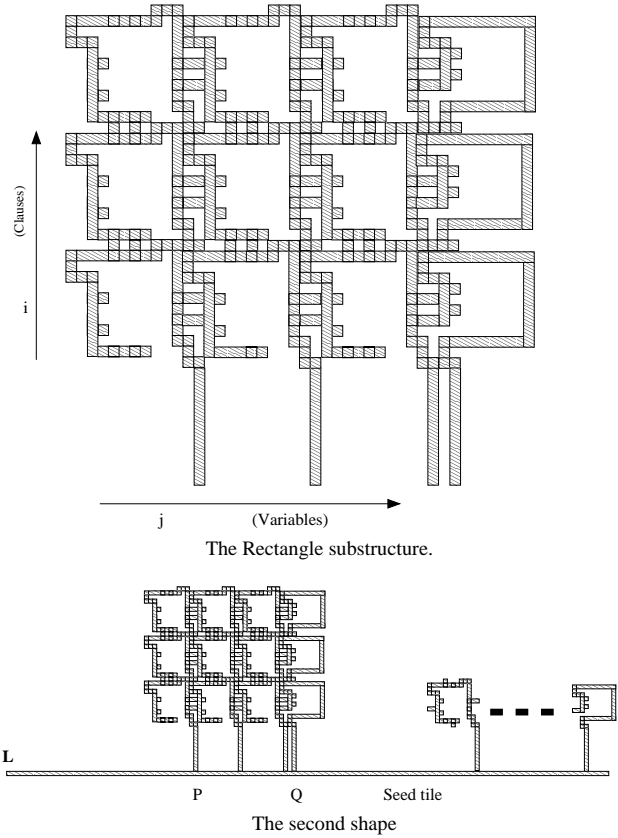 (Clauses)
i
j (Variables)
The Rectangle substructure.
L
P Q Seed tile
The second shape